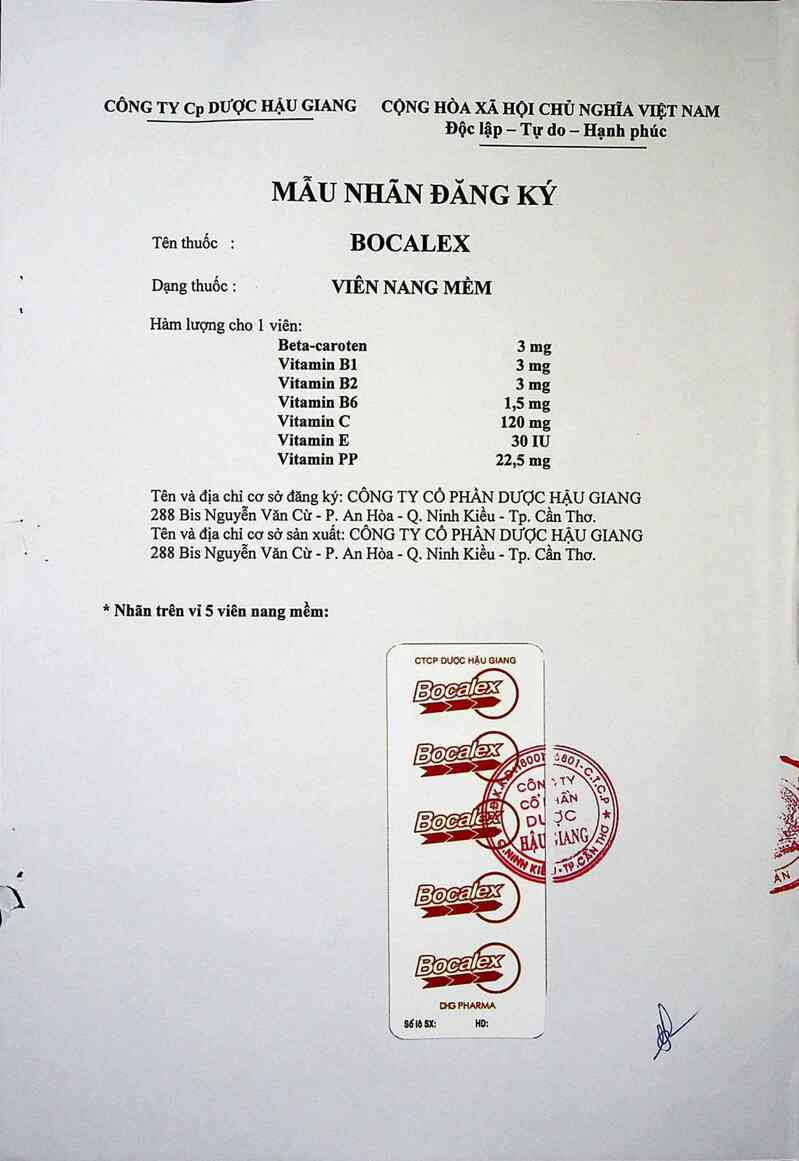 CÔNG TY Cp DƯỢC HẬU GIANG
CỘNG HÒA XÃ HỘI CHỦ NGHĨA VIỆT NAM
Độc lập – Tự do – Hạnh phúc
MẪU NHÃN ĐĂNG KÝ
Tên thuốc : BOCALEX
Dạng thuốc : VIÊN NANG MỀM
Hàm lượng cho 1 viên:
Beta-caroten 3 mg
Vitamin B1 3 mg
Vitamin B2 3 mg
Vitamin B6 1,5 mg
Vitamin C 120 mg
Vitamin E 30 IU
Vitamin PP 22,5 mg
Tên và địa chỉ cơ sở đăng ký: CÔNG TY CỔ PHẦN DƯỢC HẬU GIANG
288 Bis Nguyễn Văn Cừ - P. An Hòa - Q. Ninh Kiều - Tp. Cần Thơ.
Tên và địa chỉ cơ sở sản xuất: CÔNG TY CỔ PHẦN DƯỢC HẬU GIANG
288 Bis Nguyễn Văn Cừ - P. An Hòa - Q. Ninh Kiều - Tp. Cần Thơ.
* Nhãn trên vỉ 5 viên nang mềm:
CTCP DƯỢC HẬU GIANG
Bocalex
Bocalex
Bocalex
Bocalex
Bocalex
DHG PHARMA
Số lô SX: HD:
CÔNG TY
CỔ PHẦN
DƯỢC
HẬU GIANG